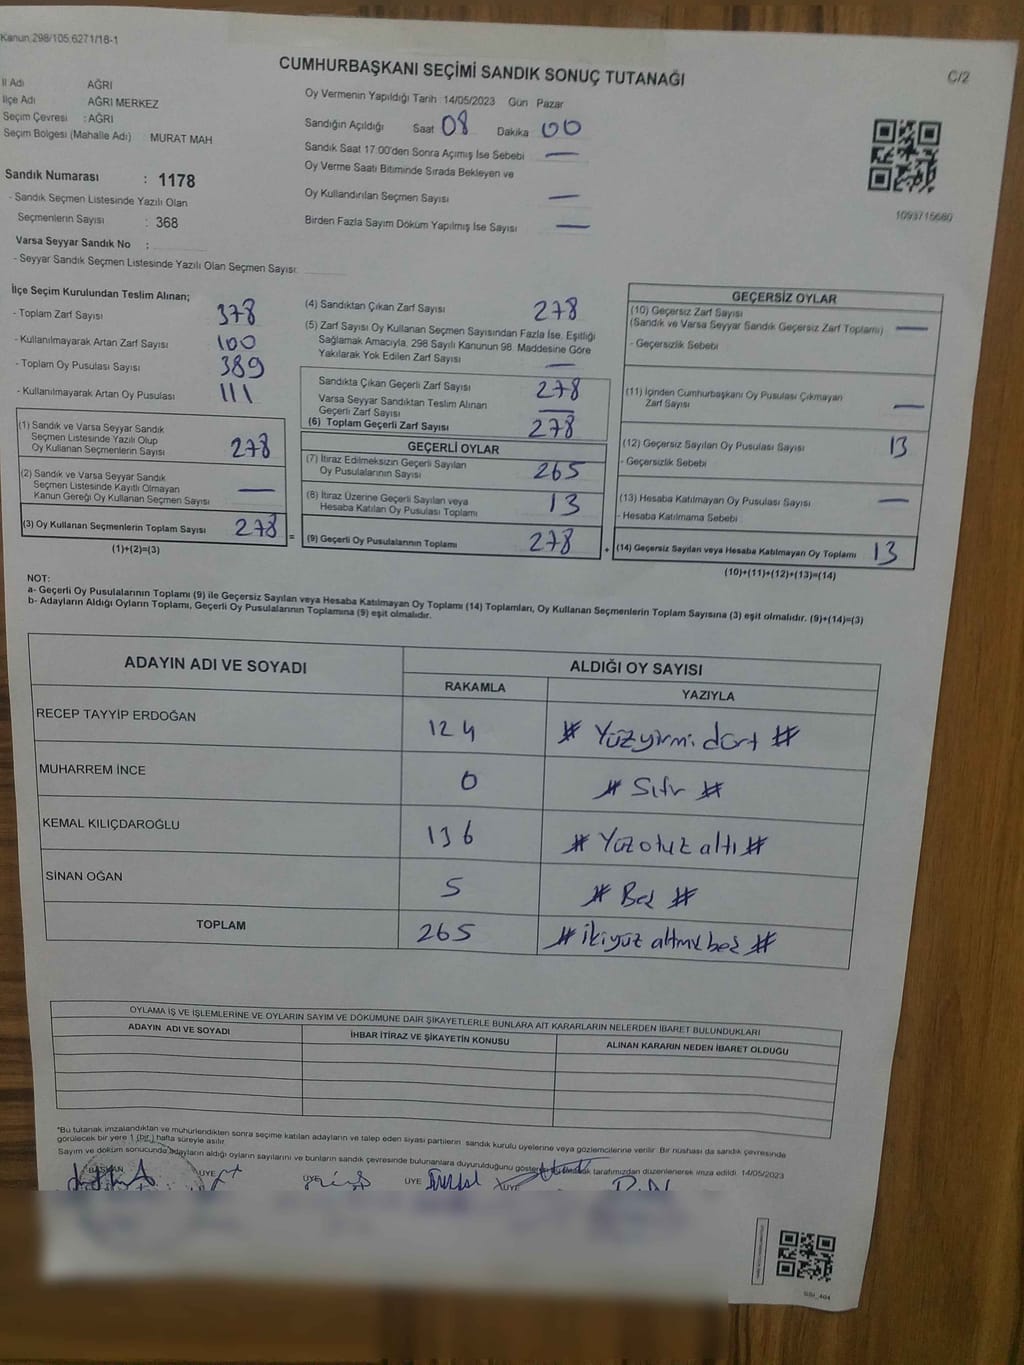 Kanun:298/105;6271/18-1
C/2
CUMHURBAŞKANI SEÇİMİ SANDIK SONUÇ TUTANAĞI
İl Adı AĞRI
İlçe Adı AĞRI MERKEZ
Seçim Çevresi : AĞRI
Seçim Bölgesi (Mahalle Adı) : MURAT MAH
Oy Vermenin Yapıldığı Tarih : 14/05/2023 Gün Pazar
Sandığın Açıldığı Saat 08 Dakika 00
Sandık Saat 17:00'den Sonra Açımış İse Sebebi —
Oy Verme Saati Bitiminde Sırada Bekleyen ve
Oy Kullandırılan Seçmen Sayısı —
Birden Fazla Sayım Döküm Yapılmış İse Sayısı —
1093715680
Sandık Numarası : 1178
- Sandık Seçmen Listesinde Yazılı Olan
Seçmenlerin Sayısı : 368
Varsa Seyyar Sandık No :
- Seyyar Sandık Seçmen Listesinde Yazılı Olan Seçmen Sayısı:
İlçe Seçim Kurulundan Teslim Alınan;
- Toplam Zarf Sayısı 378
- Kullanılmayarak Artan Zarf Sayısı 100
- Toplam Oy Pusulası Sayısı 389
- Kullanılmayarak Artan Oy Pusulası 111
(1) Sandık ve Varsa Seyyar Sandık
Seçmen Listesinde Yazılı Olup
Oy Kullanan Seçmenlerin Sayısı 278
(2) Sandık ve Varsa Seyyar Sandık
Seçmen Listesinde Kayıtlı Olmayan
Kanun Gereği Oy Kullanan Seçmen Sayısı —
(3) Oy Kullanan Seçmenlerin Toplam Sayısı 278 =
(1)+(2)=(3)
(4) Sandıktan Çıkan Zarf Sayısı 278
(5) Zarf Sayısı Oy Kullanan Seçmen Sayısından Fazla İse, Eşitliği
Sağlamak Amacıyla, 298 Sayılı Kanunun 98. Maddesine Göre
Yakılarak Yok Edilen Zarf Sayısı —
Sandıkta Çıkan Geçerli Zarf Sayısı 278
Varsa Seyyar Sandıktan Teslim Alınan
Geçerli Zarf Sayısı —
(6) Toplam Geçerli Zarf Sayısı 278
GEÇERLİ OYLAR
(7) İtiraz Edilmeksizin Geçerli Sayılan
Oy Pusulalarının Sayısı 265
(8) İtiraz Üzerine Geçerli Sayılan veya
Hesaba Katılan Oy Pusulası Toplamı 13
(9) Geçerli Oy Pusulalarının Toplamı 278 +
GEÇERSİZ OYLAR
(10) Geçersiz Zarf Sayısı
(Sandık ve Varsa Seyyar Sandık Geçersiz Zarf Toplamı) —
- Geçersizlik Sebebi
(11) İçinden Cumhurbaşkanı Oy Pusulası Çıkmayan
Zarf Sayısı —
(12) Geçersiz Sayılan Oy Pusulası Sayısı 13
- Geçersizlik Sebebi
(13) Hesaba Katılmayan Oy Pusulası Sayısı —
- Hesaba Katılmama Sebebi
(14) Geçersiz Sayılan veya Hesaba Katılmayan Oy Toplamı 13
(10)+(11)+(12)+(13)=(14)
NOT:
a- Geçerli Oy Pusulalarının Toplamı (9) ile Geçersiz Sayılan veya Hesaba Katılmayan Oy Toplamı (14) Toplamları, Oy Kullanan Seçmenlerin Toplam Sayısına (3) eşit olmalıdır. (9)+(14)=(3)
b- Adayların Aldığı Oyların Toplamı, Geçerli Oy Pusulalarının Toplamına (9) eşit olmalıdır.
ADAYIN ADI VE SOYADI ALDIĞI OY SAYISI
RAKAMLA YAZIYLA
RECEP TAYYİP ERDOĞAN 124 # Yüzyirmi dört #
MUHARREM İNCE 0 # Sıfır #
KEMAL KILIÇDAROĞLU 136 # Yüzotuz altı #
SİNAN OĞAN 5 # Beş #
TOPLAM 265 # ikiyüz altmış beş #
OYLAMA İŞ VE İŞLEMLERİNE VE OYLARIN SAYIM VE DÖKÜMÜNE DAİR ŞİKAYETLERLE BUNLARA AİT KARARLARIN NELERDEN İBARET BULUNDUKLARI
ADAYIN ADI VE SOYADI İHBAR İTİRAZ VE ŞİKAYETİN KONUSU ALINAN KARARIN NEDEN İBARET OLDUĞU
*Bu tutanak imzalandıktan ve mühürlendikten sonra seçime katılan adayların ve talep eden siyasi partilerin sandık kurulu üyelerine veya gözlemcilerine verilir. Bir nüshası da sandık çevresinde
görülecek bir yere 1 (bir) hafta süreyle asılır.
Sayım ve döküm sonucunda adayların aldığı oyların sayılarını ve bunların sandık çevresinde bulunanlara duyurulduğunu gösteren tarafımızdan düzenlenerek imza edildi. 14/05/2023
BAŞKAN ÜYE ÜYE ÜYE ÜYE